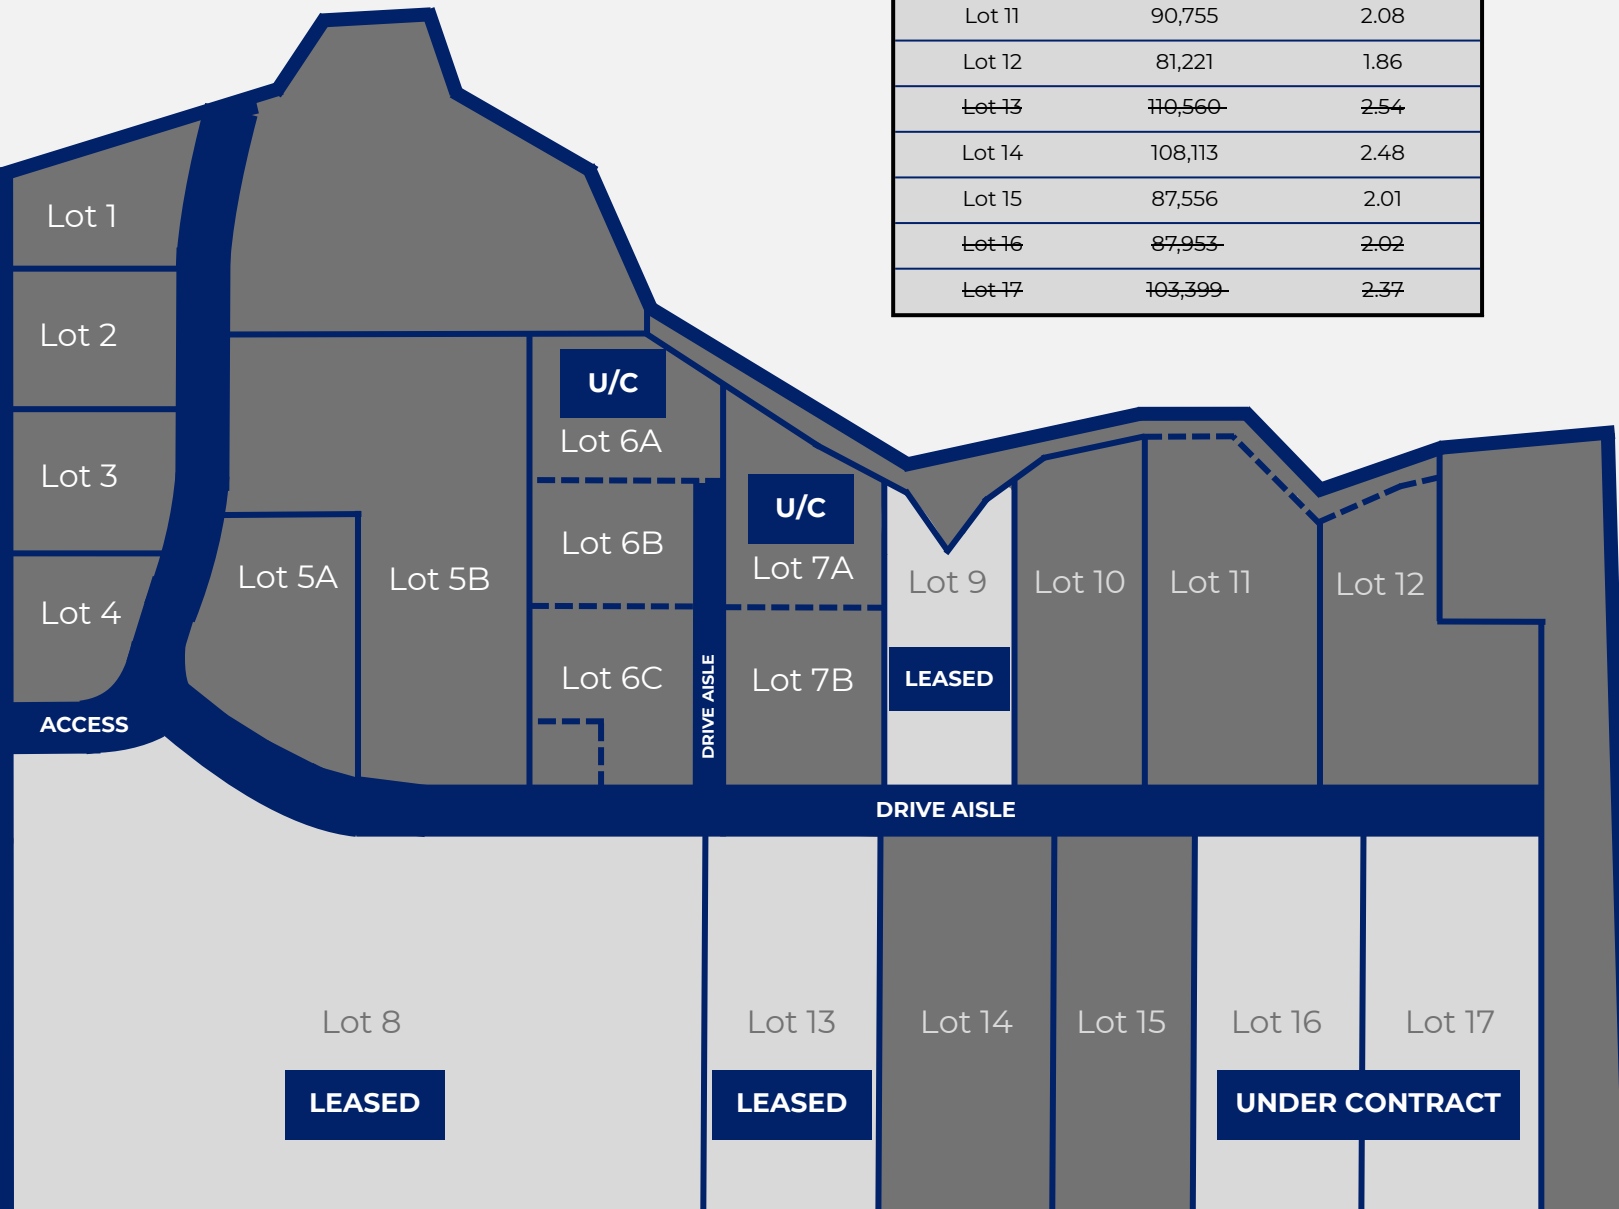 Lot 11 90,755 2.08
Lot 12 81,221 1.86
Lot 13 110,560 2.54
Lot 14 108,113 2.48
Lot 15 87,556 2.01
Lot 16 87,953 2.02
Lot 17 103,399 2.37
Lot 1
Lot 2
Lot 3
Lot 4
ACCESS
Lot 5A
Lot 5B
U/C
Lot 6A
Lot 6B
Lot 6C
DRIVE AISLE
U/C
Lot 7A
Lot 7B
Lot 9
LEASED
Lot 10
Lot 11
Lot 12
DRIVE AISLE
Lot 8
LEASED
Lot 13
LEASED
Lot 14
Lot 15
Lot 16
Lot 17
UNDER CONTRACT